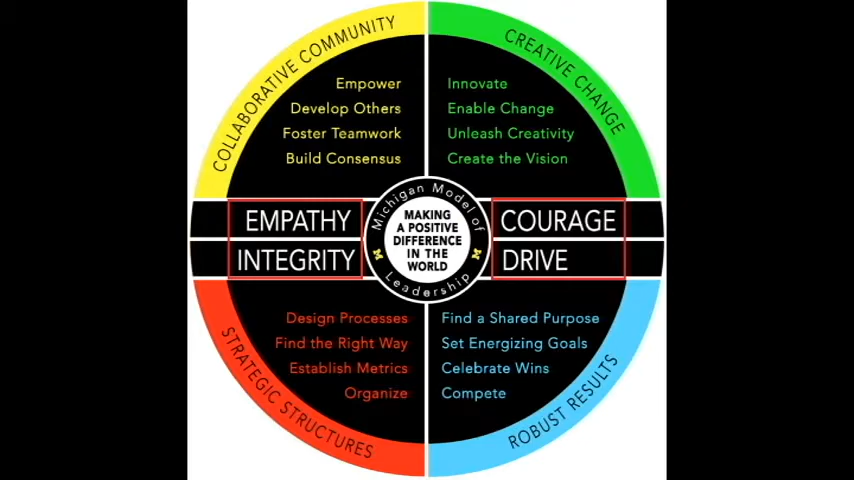 COLLABORATIVE COMMUNITY
Empower
Develop Others
Foster Teamwork
Build Consensus
CREATIVE CHANGE
Innovate
Enable Change
Unleash Creativity
Create the Vision
EMPATHY
INTEGRITY
Michigan Model of
MAKING
A POSITIVE
DIFFERENCE
IN THE
WORLD
Leadership
COURAGE
DRIVE
Design Processes
Find the Right Way
Establish Metrics
Organize
STRATEGIC STRUCTURES
Find a Shared Purpose
Set Energizing Goals
Celebrate Wins
Compete
ROBUST RESULTS